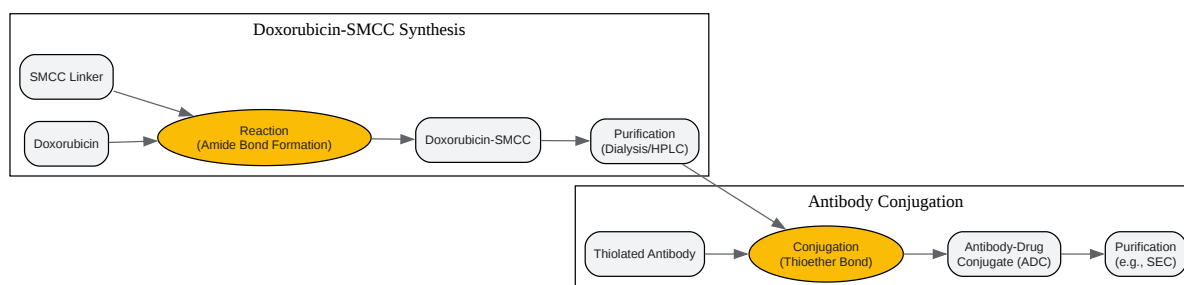 Doxorubicin-SMCC Synthesis
SMCC Linker
Doxorubicin
Reaction
(Amide Bond Formation)
Doxorubicin-SMCC
Purification
(Dialysis/HPLC)
Antibody Conjugation
Thiolated Antibody
Conjugation
(Thioether Bond)
Antibody-Drug
Conjugate (ADC)
Purification
(e.g., SEC)